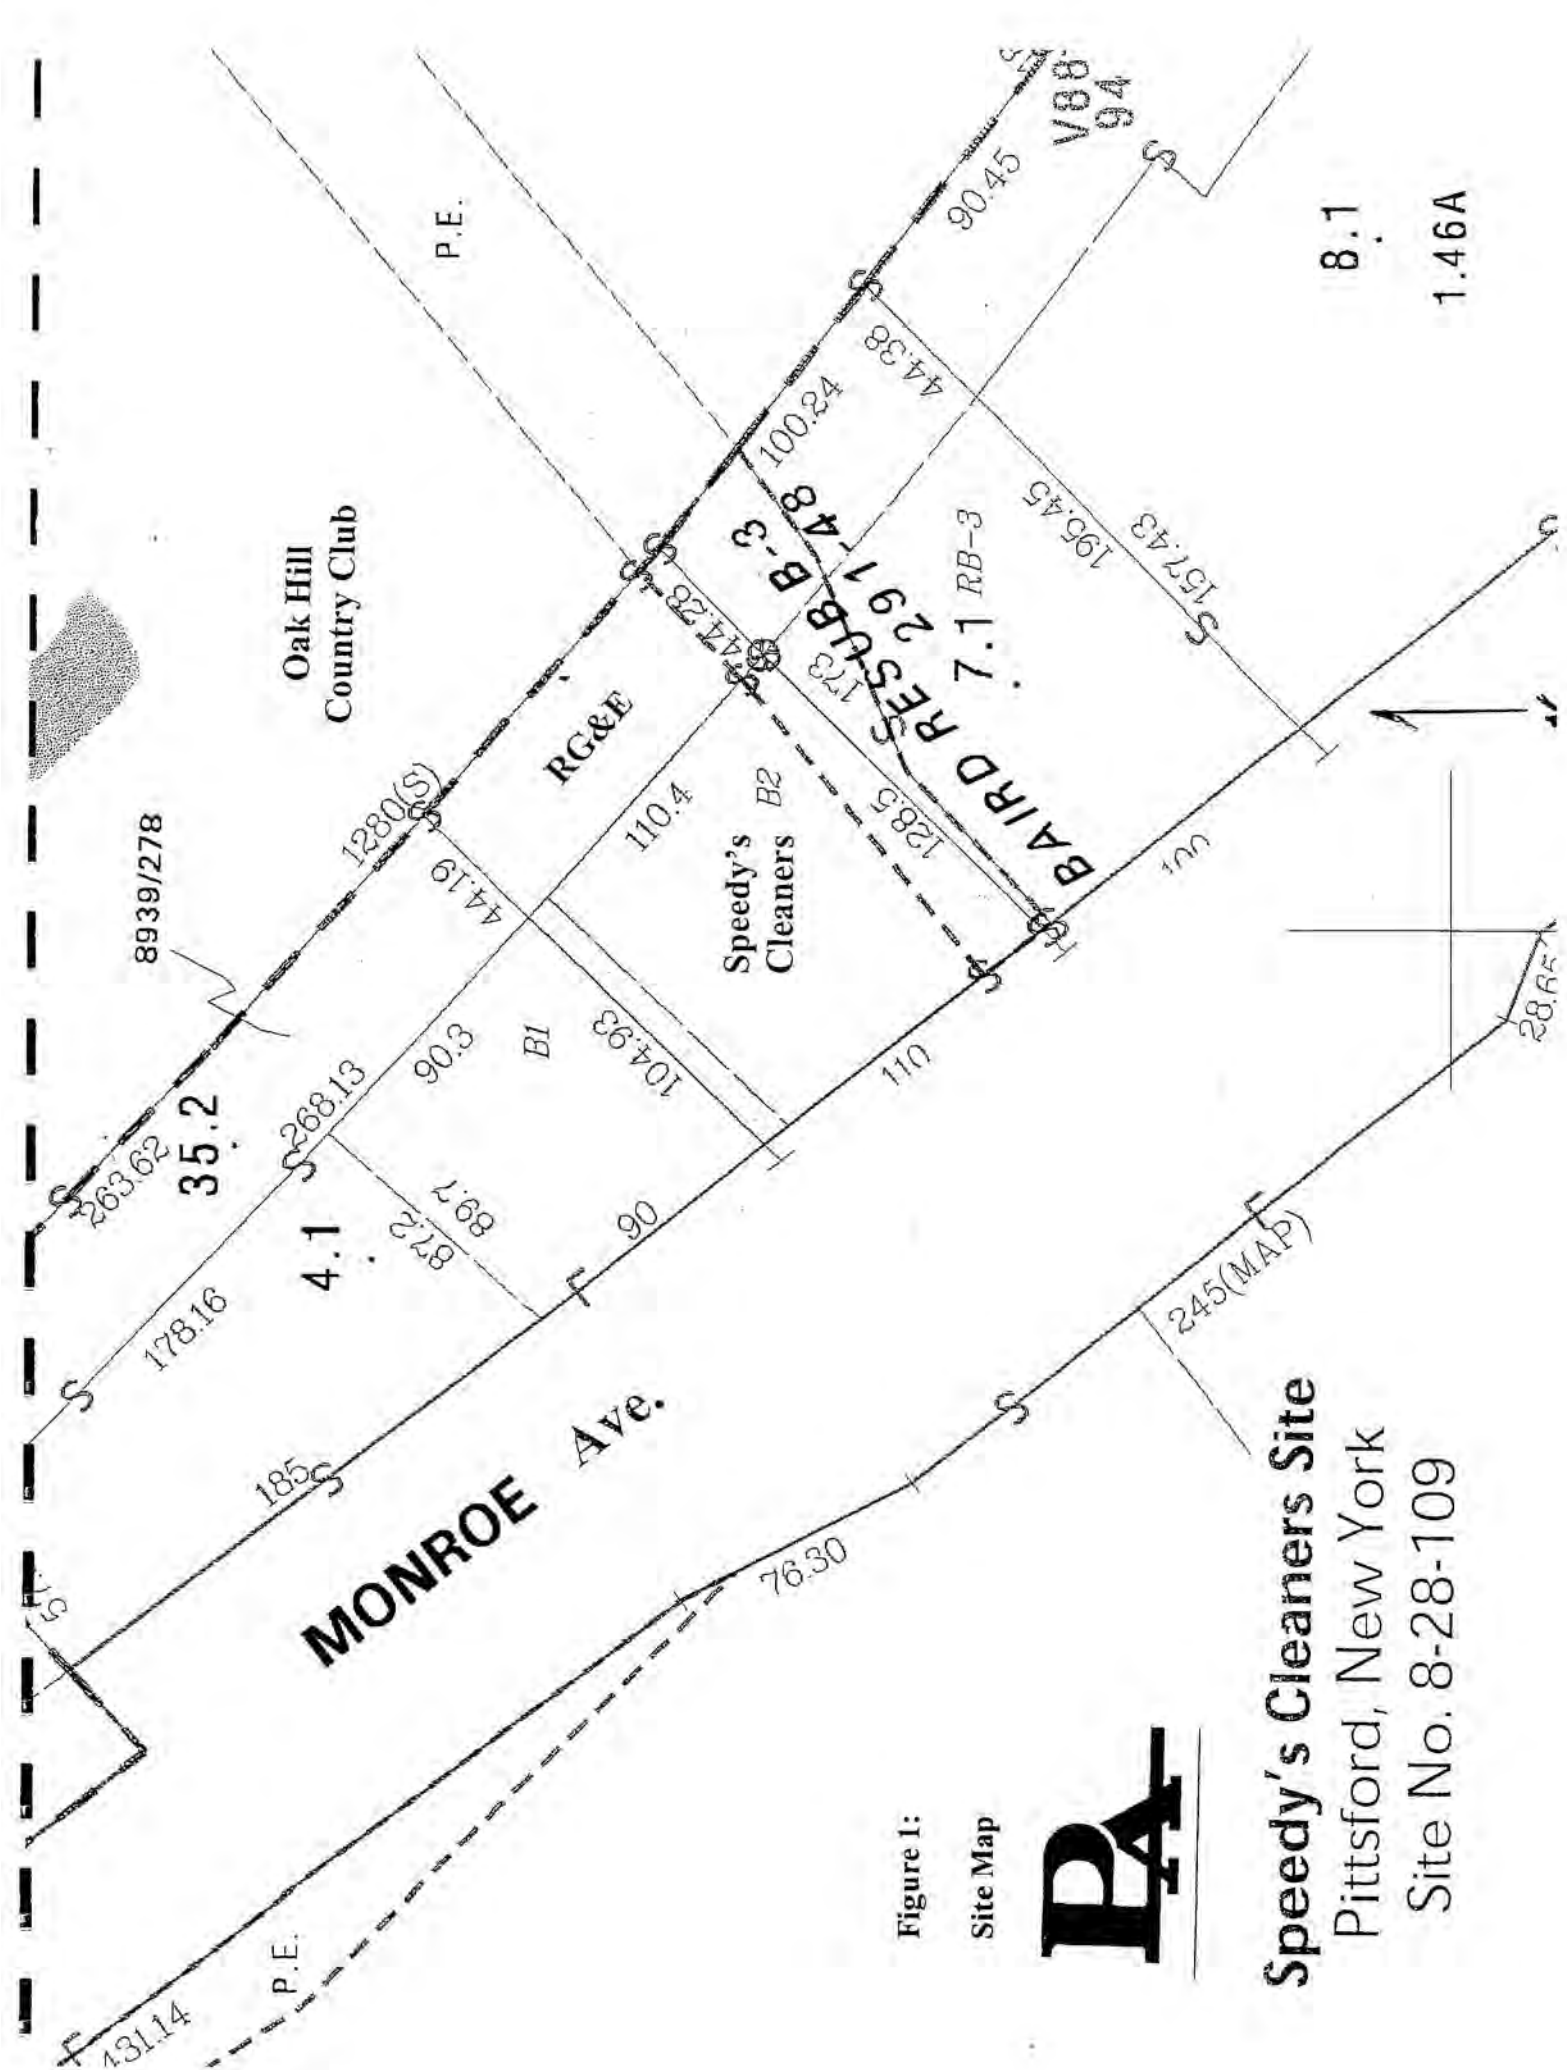 8939/278
263.62
35.2
1280(S)
Oak Hill
Country Club
P.E.
178.16
268.13
4.1
87.2
89.7
90.3
44.19
B1
104.93
RG&E
110.4
44.28
Speedy's
Cleaners
B2
128.5
173
BAIRD RESUB B-3
291-48
7.1
RB-3
100.24
44.38
90.45
V88
94
195.45
157.43
8.1
1.46A
185
90
110
100
MONROE Ave.
431.14
P.E.
76.30
245(MAP)
Figure 1:
Site Map
PA
Speedy's Cleaners Site
Pittsford, New York
Site No. 8-28-109